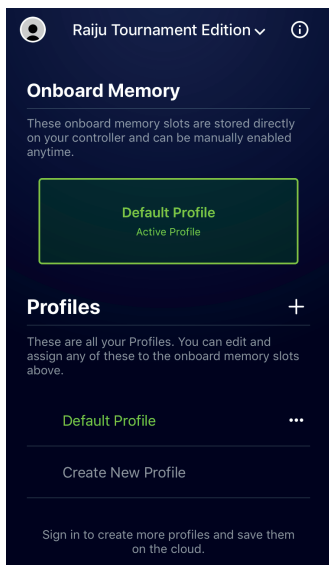 Raiju Tournament Edition
Onboard Memory
These onboard memory slots are stored directly
on your controller and can be manually enabled
anytime.
Default Profile
Active Profile
Profiles
These are all your Profiles. You can edit and
assign any of these to the onboard memory slots
above.
Default Profile
Create New Profile
Sign in to create more profiles and save them
on the cloud.